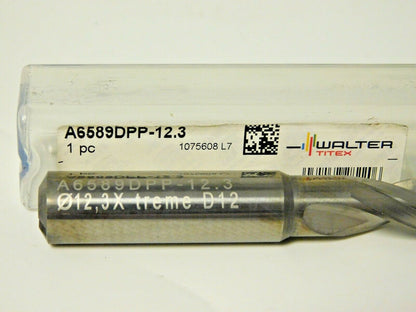 A6589DPP-12.3
1 pc
1075608 L7
WALTER
TITEX
A6589DPP-12.3
Ø12,3X treme D12